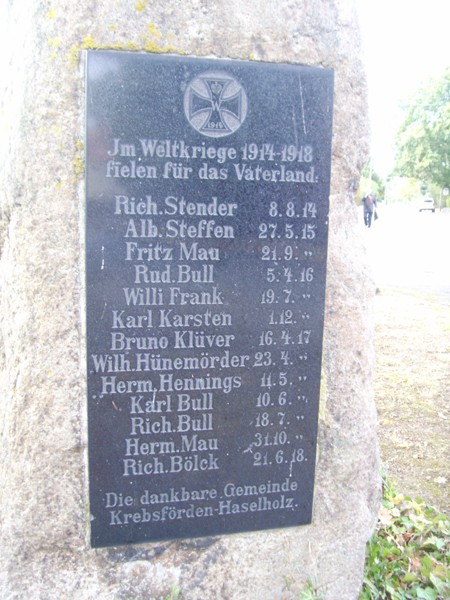 W
1914
Jm Weltkriege 1914-1918
fielen für das Vaterland:
Rich. Stender 8.8.14
Alb. Steffen 27.5.15
Fritz Mau 21.9. "
Rud. Bull 5.4.16
Willi Frank 19.7. "
Karl Karsten 1.12. "
Bruno Klüver 16.4.17
Wilh. Hünemörder 23.4. "
Herm. Hennings 11.5. "
Karl Bull 10.6. "
Rich. Bull 18.7. "
Herm. Mau 31.10. "
Rich. Bölck 21.6.18.
Die dankbare Gemeinde
Krebsförden-Haselholz.